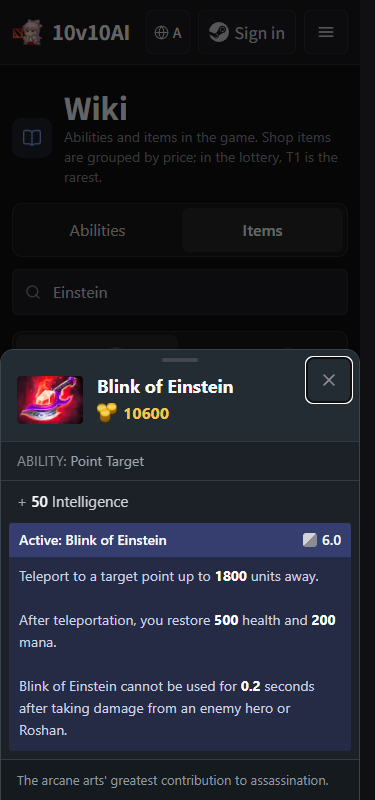 10v10AI
A
Sign in
Wiki
Abilities and items in the game. Shop items
are grouped by price; in the lottery, T1 is the
rarest.
Abilities
Items
Einstein
Blink of Einstein
10600
ABILITY: Point Target
+ 50 Intelligence
Active: Blink of Einstein
6.0
Teleport to a target point up to 1800 units away.
After teleportation, you restore 500 health and 200
mana.
Blink of Einstein cannot be used for 0.2 seconds
after taking damage from an enemy hero or
Roshan.
The arcane arts' greatest contribution to assassination.